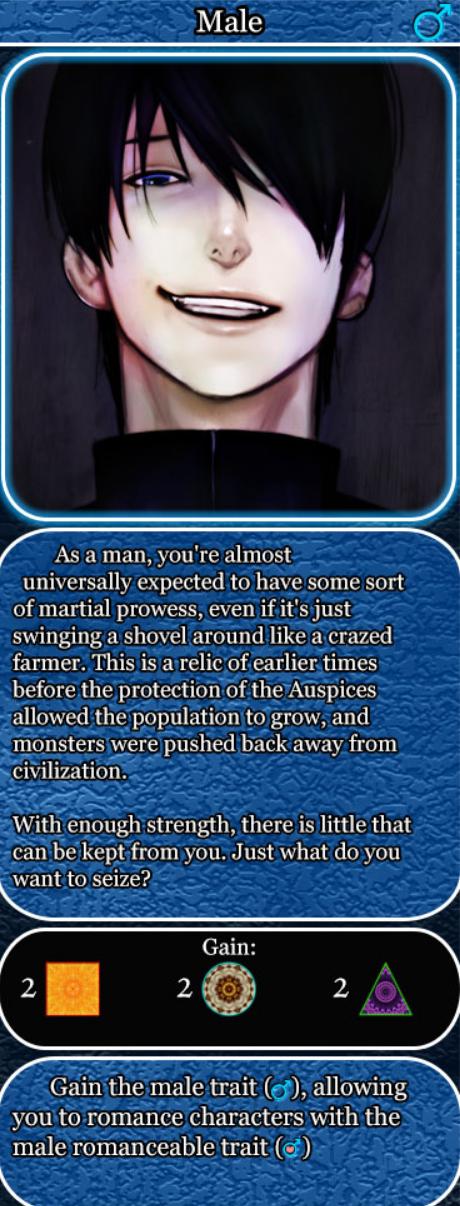 Male
As a man, you're almost
universally expected to have some sort
of martial prowess, even if it's just
swinging a shovel around like a crazed
farmer. This is a relic of earlier times
before the protection of the Auspices
allowed the population to grow, and
monsters were pushed back away from
civilization.
With enough strength, there is little that
can be kept from you. Just what do you
want to seize?
Gain:
2 2 2
Gain the male trait (♂), allowing
you to romance characters with the
male romanceable trait ()